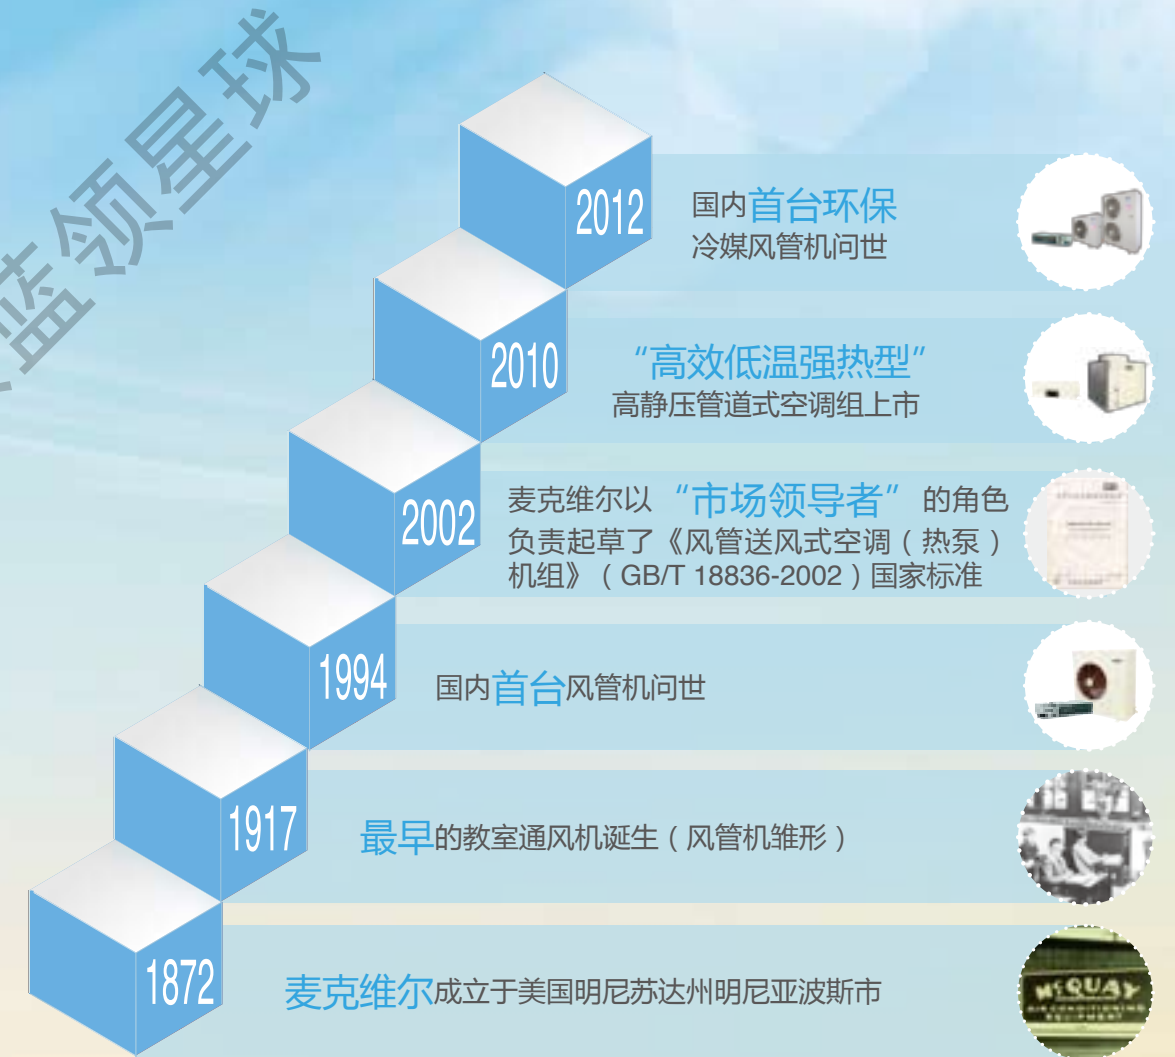 蓝领星球
2012
国内首台环保
冷媒风管机问世
2010
“高效低温强热型”
高静压管道式空调组上市
2002
麦克维尔以“市场领导者”的角色
负责起草了《风管送风式空调（热泵）
机组》（GB/T 18836-2002）国家标准
1994
国内首台风管机问世
1917
最早的教室通风机诞生（风管机雏形）
1872
麦克维尔成立于美国明尼苏达州明尼亚波斯市
McQUAY
AIR CONDITIONING
EQUIPMENT